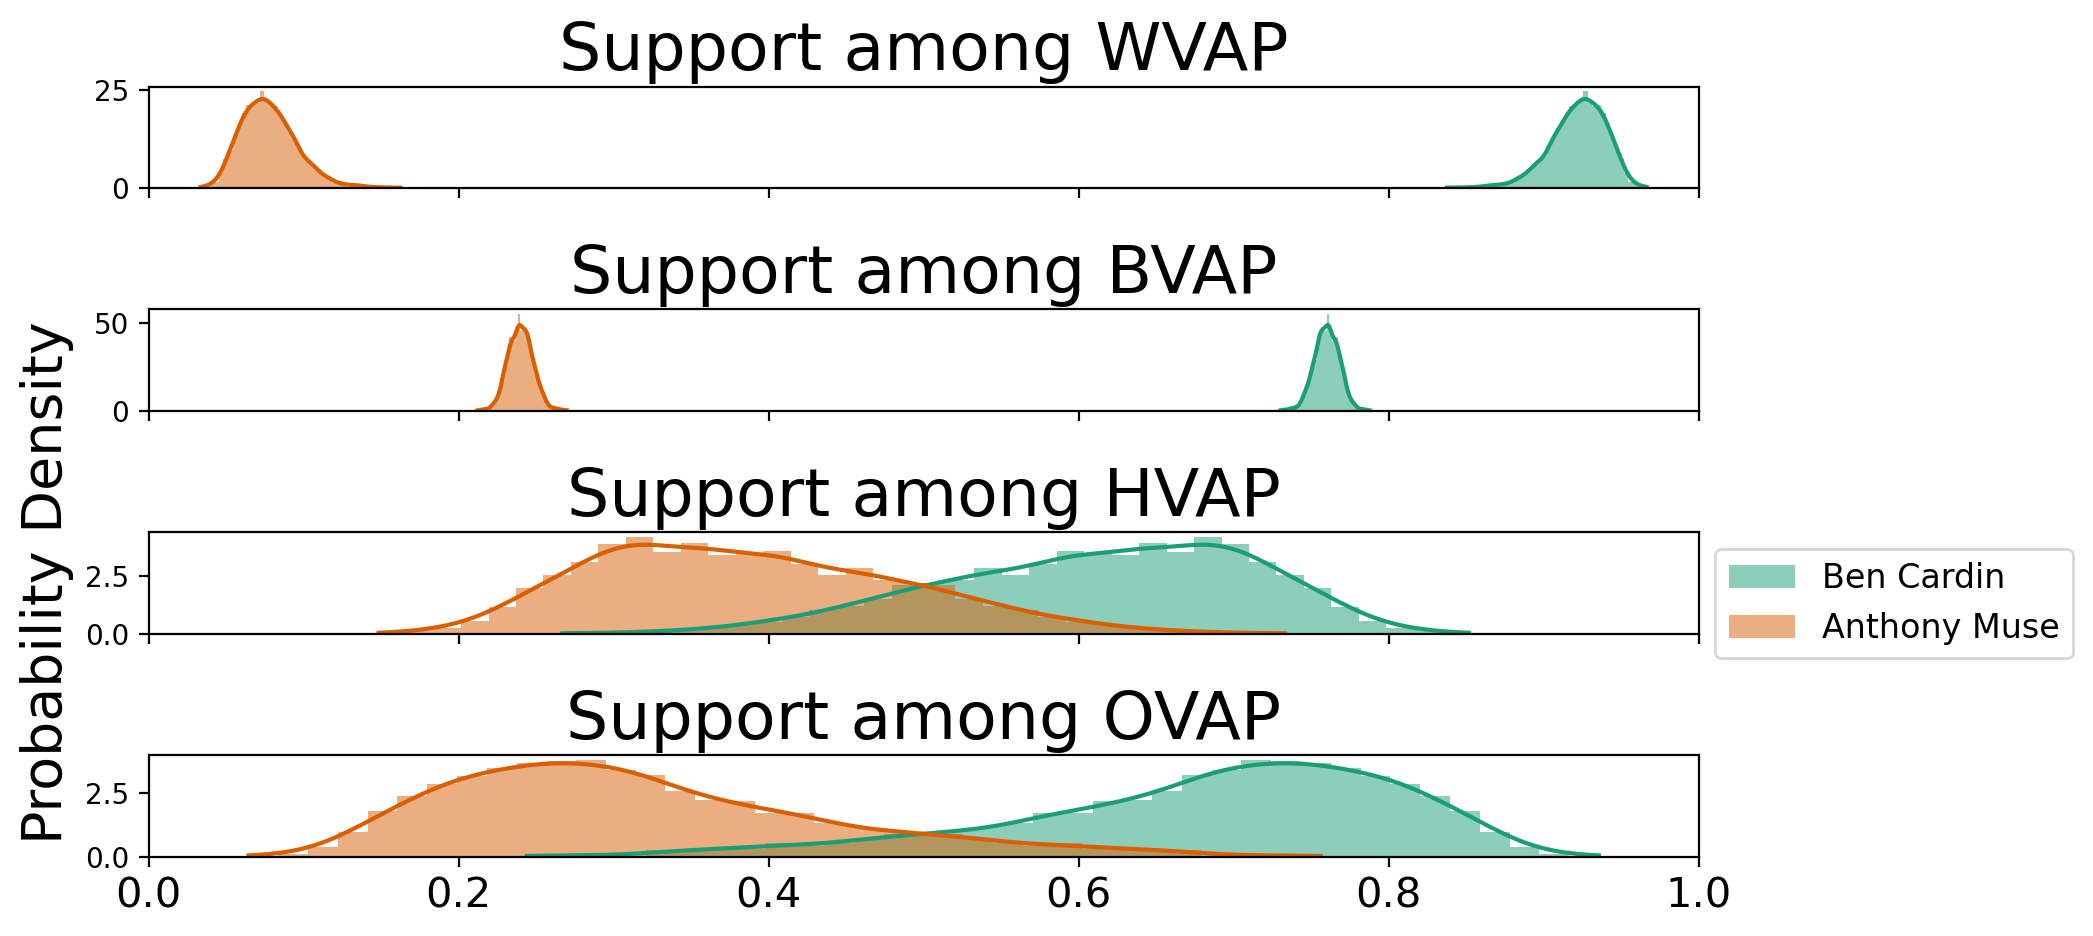 Support among WVAP
25
0
Support among BVAP
50
0
Probability Density
Support among HVAP
2.5
0.0
Ben Cardin
Anthony Muse
Support among OVAP
2.5
0.0
0.0 0.2 0.4 0.6 0.8 1.0